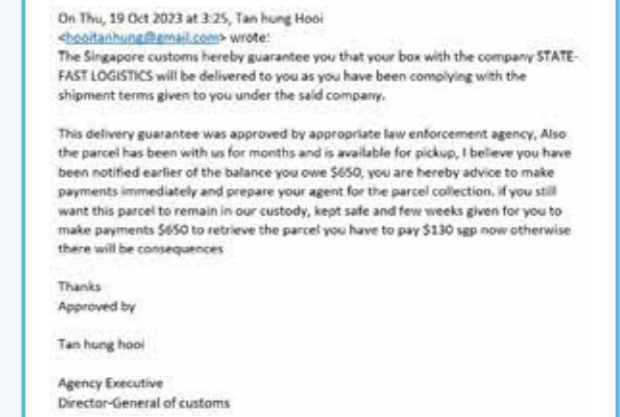 On Thu, 19 Oct 2023 at 3:25, Tan hung Hooi
<hooitanhung@gmail.com> wrote:
The Singapore customs hereby guarantee you that your box with the company STATE-
FAST LOGISTICS will be delivered to you as you have been complying with the
shipment terms given to you under the said company.
This delivery guarantee was approved by appropriate law enforcement agency, Also
the parcel has been with us for months and is available for pickup, I believe you have
been notified earlier of the balance you owe $650, you are hereby advice to make
payments immediately and prepare your agent for the parcel collection. if you still
want this parcel to remain in our custody, kept safe and few weeks given for you to
make payments $650 to retrieve the parcel you have to pay $130 sgp now otherwise
there will be consequences
Thanks
Approved by
Tan hung hooi
Agency Executive
Director-General of customs